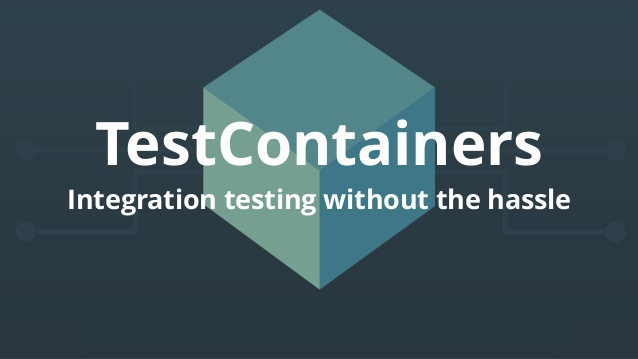 TestContainers
Integration testing without the hassle